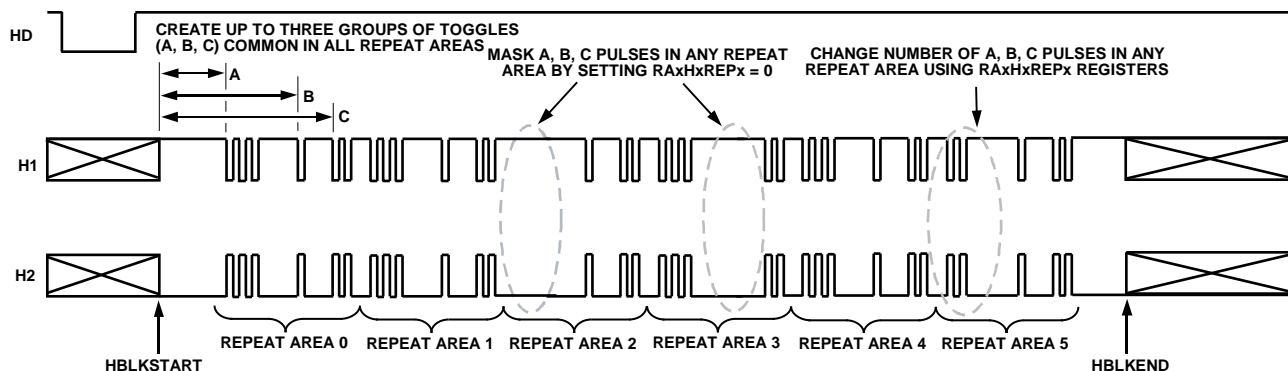 HD
CREATE UP TO THREE GROUPS OF TOGGLES
(A, B, C) COMMON IN ALL REPEAT AREAS
MASK A, B, C PULSES IN ANY REPEAT
AREA BY SETTING RAxHxREPx = 0
CHANGE NUMBER OF A, B, C PULSES IN ANY
REPEAT AREA USING RAxHxREPx REGISTERS
A
B
C
H1
H2
REPEAT AREA 0
REPEAT AREA 1
REPEAT AREA 2
REPEAT AREA 3
REPEAT AREA 4
REPEAT AREA 5
HBLKSTART
HBLKEND